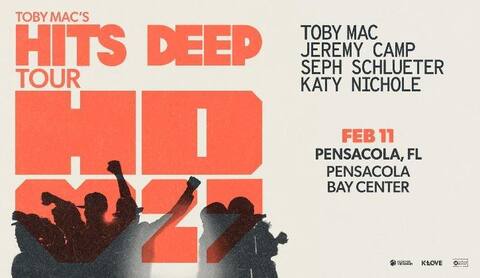 TOBY MAC'S
HITS DEEP
TOUR
HD
TOBY MAC
JEREMY CAMP
SEPH SCHLUETER
KATY NICHOLE
FEB 11
PENSACOLA, FL
PENSACOLA
BAY CENTER
K-LOVE